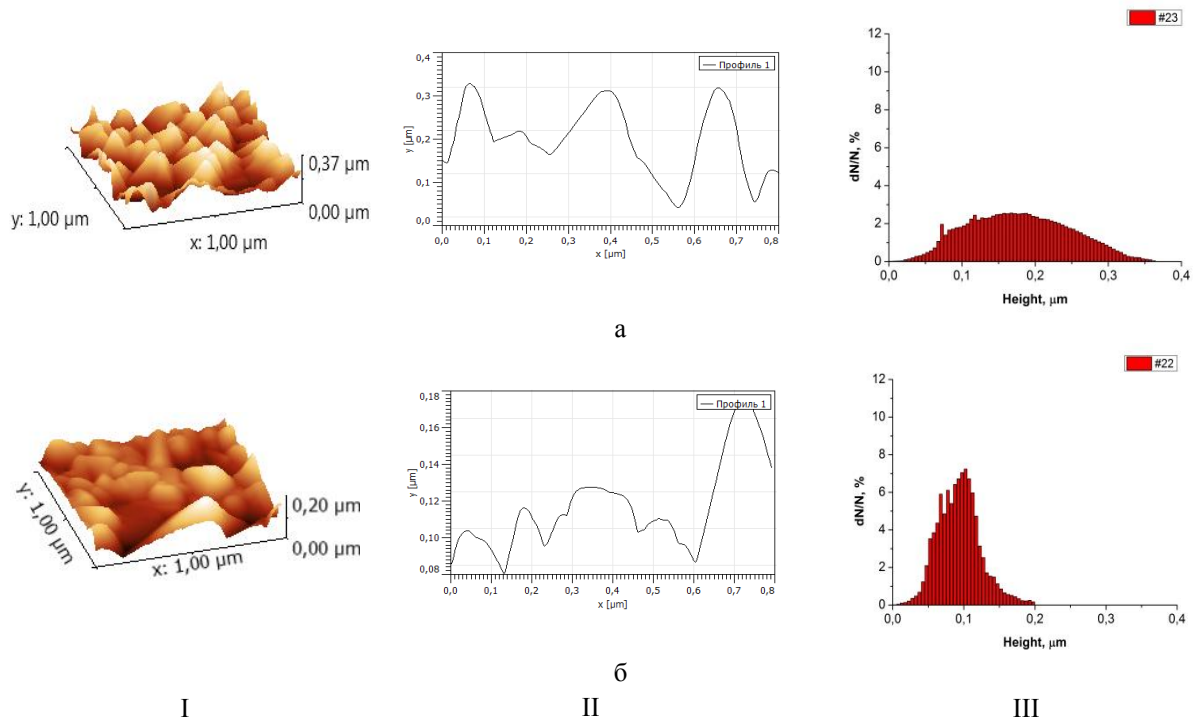 0,37 µm
0,00 µm
y: 1,00 µm
x: 1,00 µm
Профиль 1
0,4
0,3
0,2
0,1
0,0
y [µm]
0,0 0,1 0,2 0,3 0,4 0,5 0,6 0,7 0,8
x [µm]
#23
12
10
8
6
4
2
0
dN/N, %
0,0 0,1 0,2 0,3 0,4
Height, µm
а
0,20 µm
0,00 µm
y: 1,00 µm
x: 1,00 µm
Профиль 1
0,18
0,16
0,14
0,12
0,10
0,08
y [µm]
0,0 0,1 0,2 0,3 0,4 0,5 0,6 0,7 0,8
x [µm]
#22
12
10
8
6
4
2
0
dN/N, %
0,0 0,1 0,2 0,3 0,4
Height, µm
б
I II III